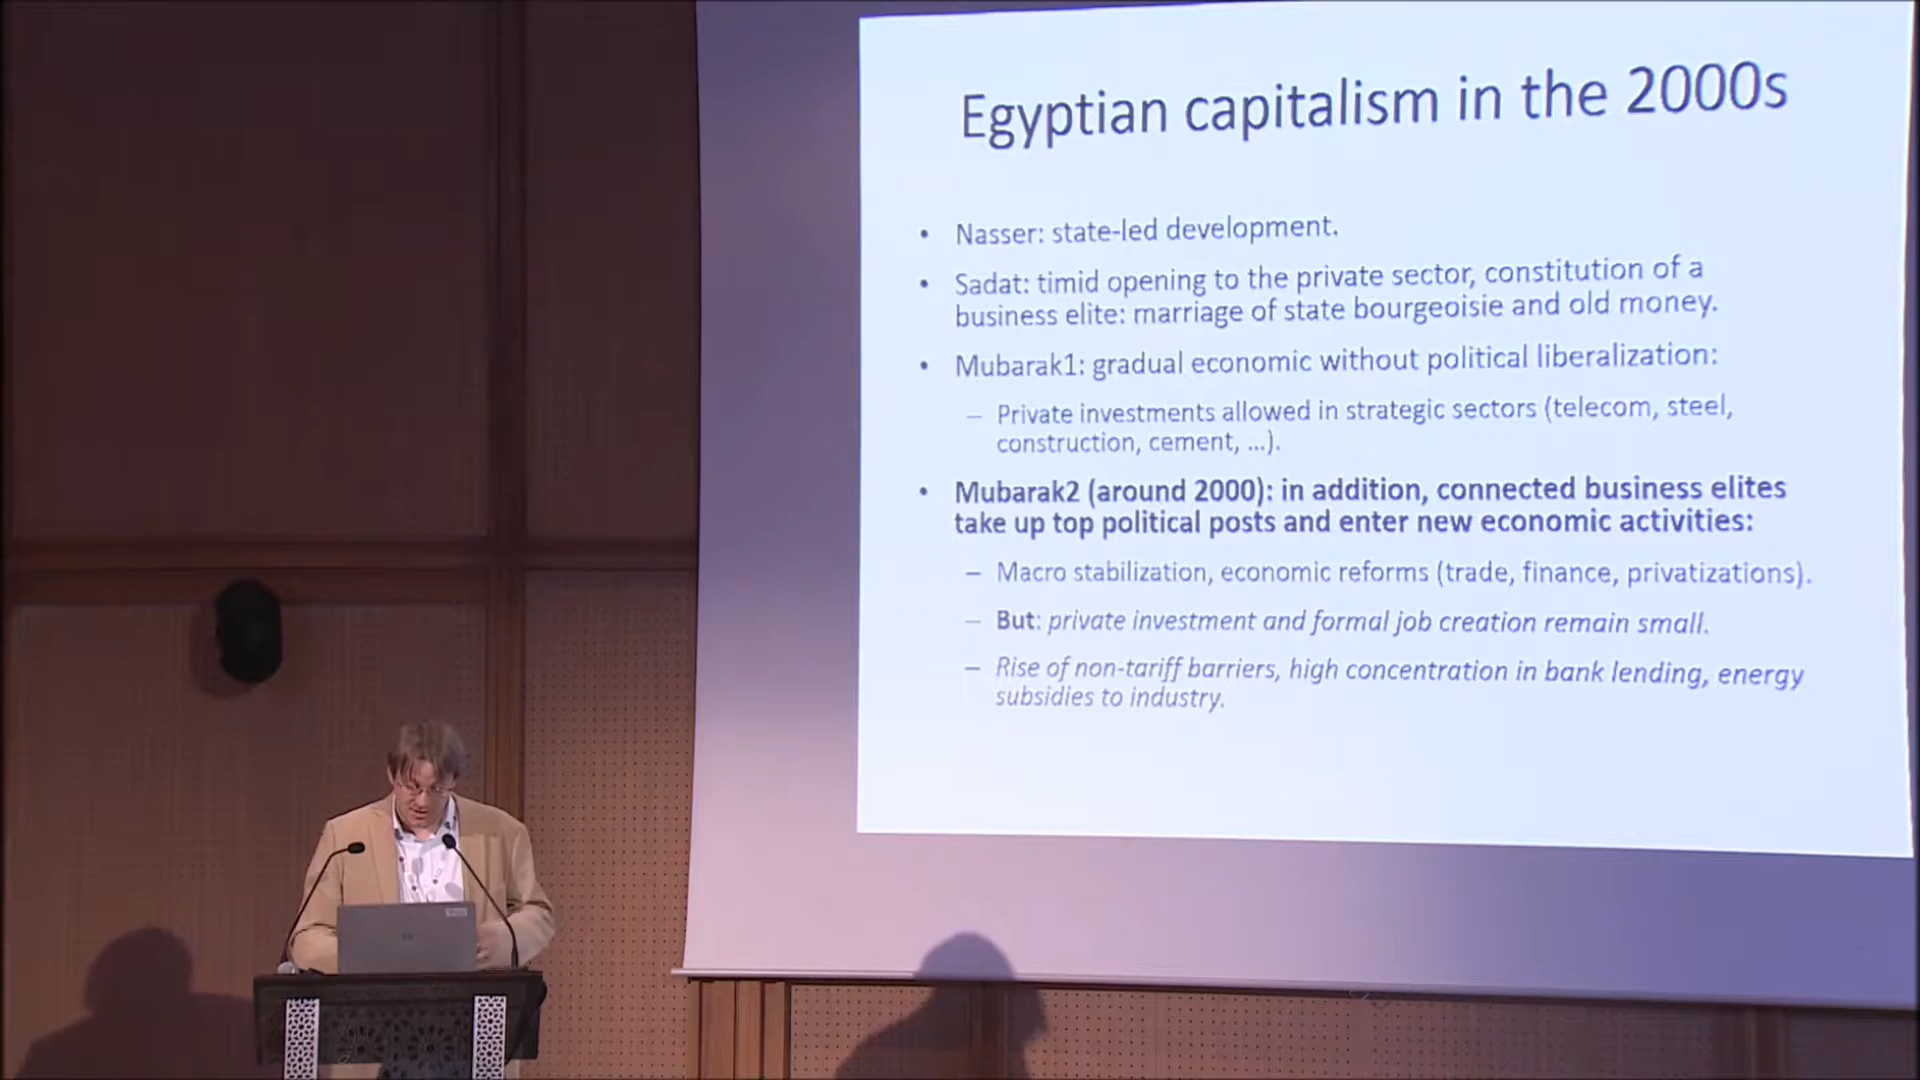 Egyptian capitalism in the 2000s
• Nasser: state-led development.
• Sadat: timid opening to the private sector, constitution of a
business elite: marriage of state bourgeoisie and old money.
• Mubarak1: gradual economic without political liberalization:
– Private investments allowed in strategic sectors (telecom, steel,
construction, cement, ...).
• Mubarak2 (around 2000): in addition, connected business elites
take up top political posts and enter new economic activities:
– Macro stabilization, economic reforms (trade, finance, privatizations).
– But: private investment and formal job creation remain small.
– Rise of non-tariff barriers, high concentration in bank lending, energy
subsidies to industry.